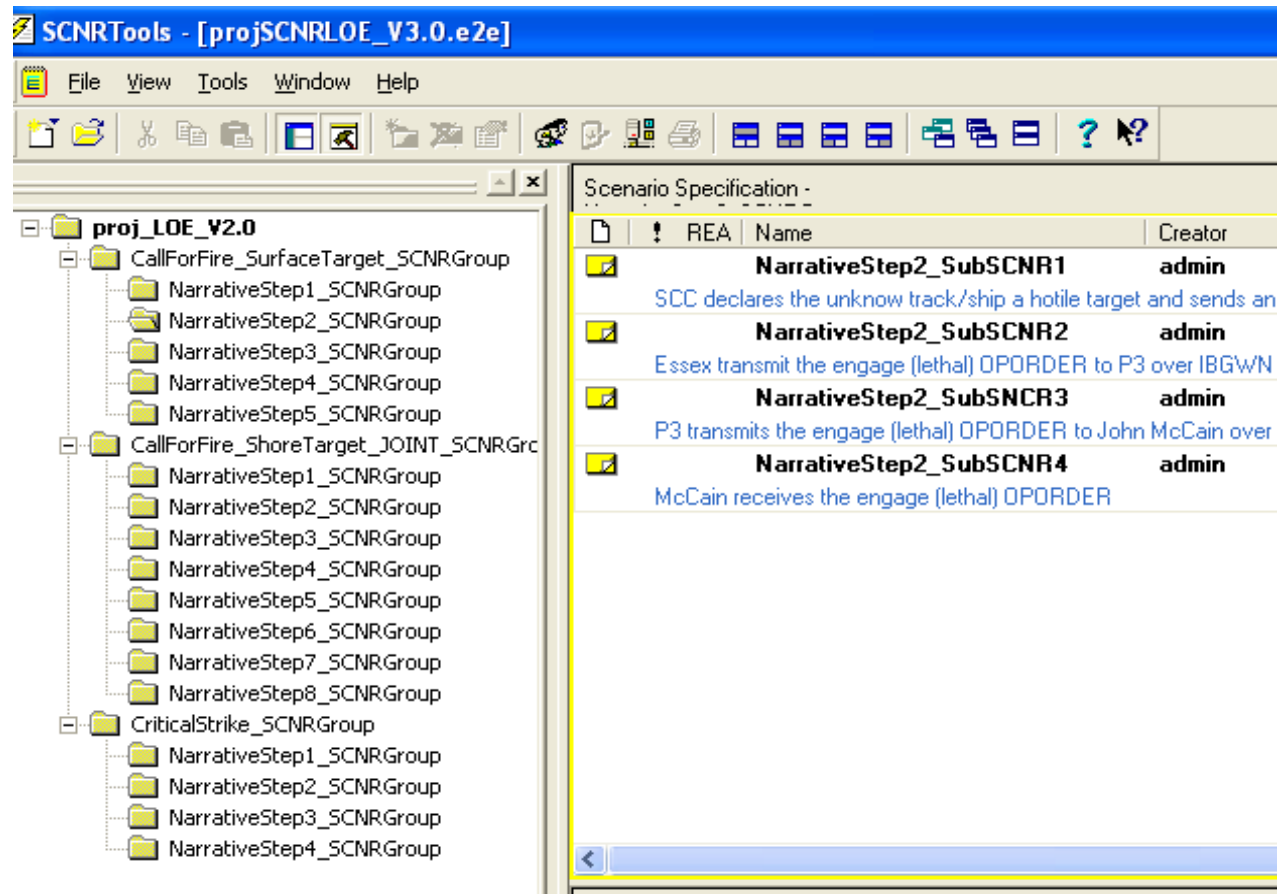 SCNRTools - [projSCNRLOE_V3.0.e2e]
File View Tools Window Help
Scenario Specification -
proj_LOE_V2.0
CallForFire_SurfaceTarget_SCNRGroup
NarrativeStep1_SCNRGroup
NarrativeStep2_SCNRGroup
NarrativeStep3_SCNRGroup
NarrativeStep4_SCNRGroup
NarrativeStep5_SCNRGroup
CallForFire_ShoreTarget_JOINT_SCNRGrc
NarrativeStep1_SCNRGroup
NarrativeStep2_SCNRGroup
NarrativeStep3_SCNRGroup
NarrativeStep4_SCNRGroup
NarrativeStep5_SCNRGroup
NarrativeStep6_SCNRGroup
NarrativeStep7_SCNRGroup
NarrativeStep8_SCNRGroup
CriticalStrike_SCNRGroup
NarrativeStep1_SCNRGroup
NarrativeStep2_SCNRGroup
NarrativeStep3_SCNRGroup
NarrativeStep4_SCNRGroup
! REA Name Creator
NarrativeStep2_SubSCNR1 admin
SCC declares the unknow track/ship a hotile target and sends an
NarrativeStep2_SubSCNR2 admin
Essex transmit the engage (lethal) OPORDER to P3 over IBGWN
NarrativeStep2_SubSNCR3 admin
P3 transmits the engage (lethal) OPORDER to John McCain over
NarrativeStep2_SubSCNR4 admin
McCain receives the engage (lethal) OPORDER